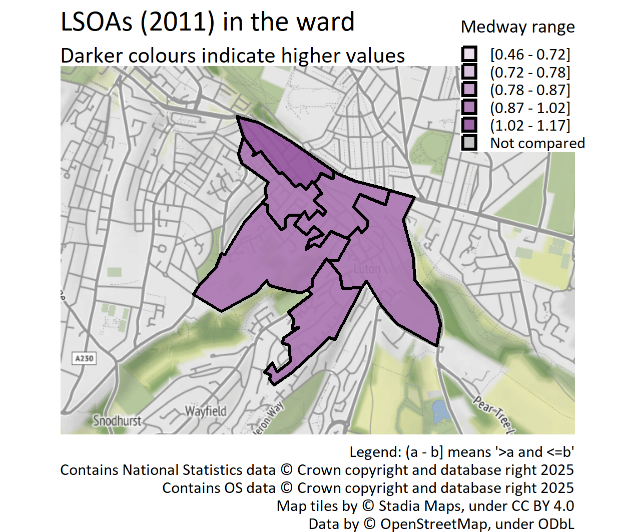 LSOAs (2011) in the ward
Darker colours indicate higher values
Medway range
[0.46 - 0.72]
(0.72 - 0.78]
(0.78 - 0.87]
(0.87 - 1.02]
(1.02 - 1.17]
Not compared
Luton
A230
Snodhurst
Wayfield
eron-Way
Pear-Tree-L
Legend: (a - b] means '>a and <=b'
Contains National Statistics data © Crown copyright and database right 2025
Contains OS data © Crown copyright and database right 2025
Map tiles by © Stadia Maps, under CC BY 4.0
Data by © OpenStreetMap, under ODbL